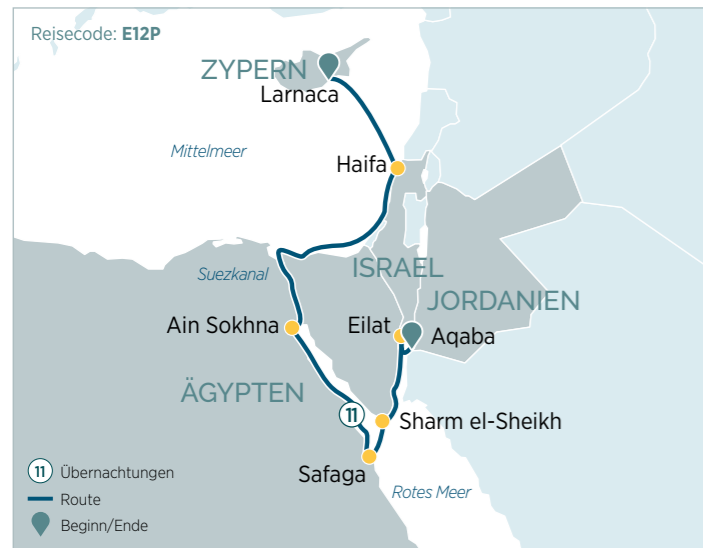 Reisecode: E12P
ZYPERN
Larnaca
Mittelmeer
Haifa
Suezkanal
ISRAEL
JORDANIEN
Ain Sokhna
Eilat
Aqaba
ÄGYPTEN
11
Sharm el-Sheikh
Safaga
Rotes Meer
11 Übernachtungen
Route
Beginn/Ende